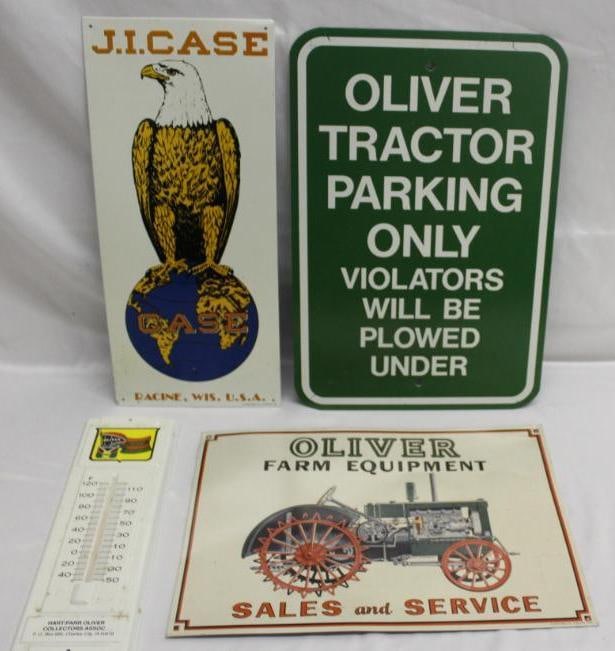 J.I.CASE
CASE
RACINE, WIS. U.S.A.
OLIVER
TRACTOR
PARKING
ONLY
VIOLATORS
WILL BE
PLOWED
UNDER
F
120
110
100
90
80
70
60
50
40
30
20
10
0
10
20
30
40
50
HART-PARR OLIVER
COLLECTORS ASSOC.
OLIVER
FARM EQUIPMENT
SALES and SERVICE